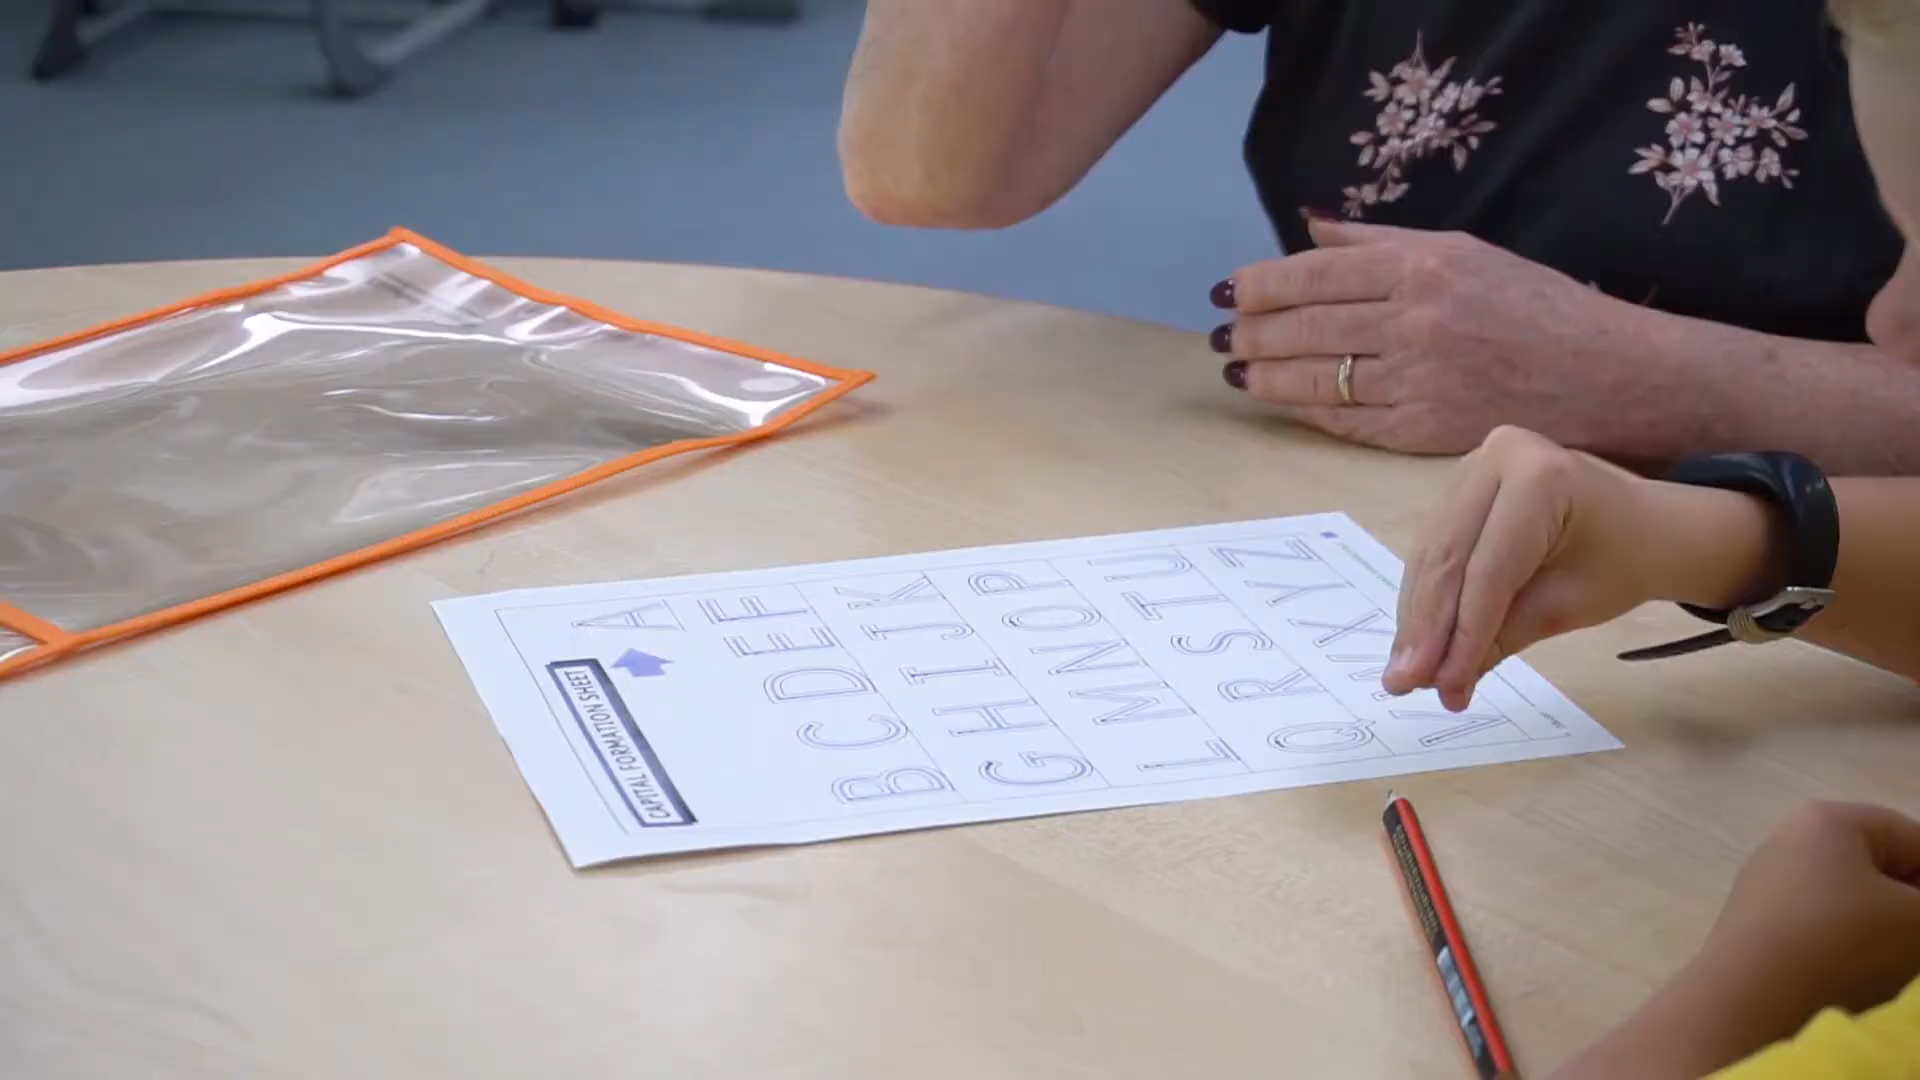 CAPITAL FORMATION SHEET
A
B C D E F
G H I J K
L M N O P
Q R S T U
V W X Y Z